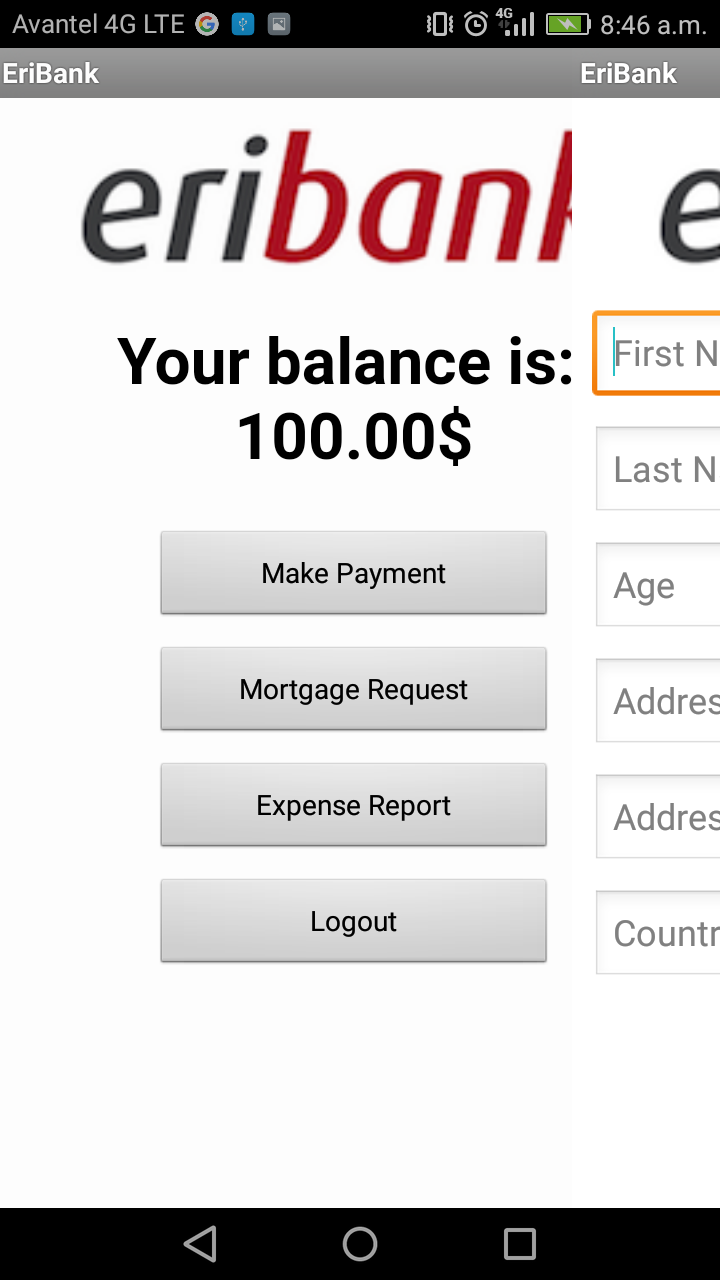 Avantel 4G LTE 4G 8:46 a.m.
EriBank EriBank
eribank e
Your balance is:
100.00$
Make Payment
Mortgage Request
Expense Report
Logout
First N
Last N
Age
Addres
Addres
Countr